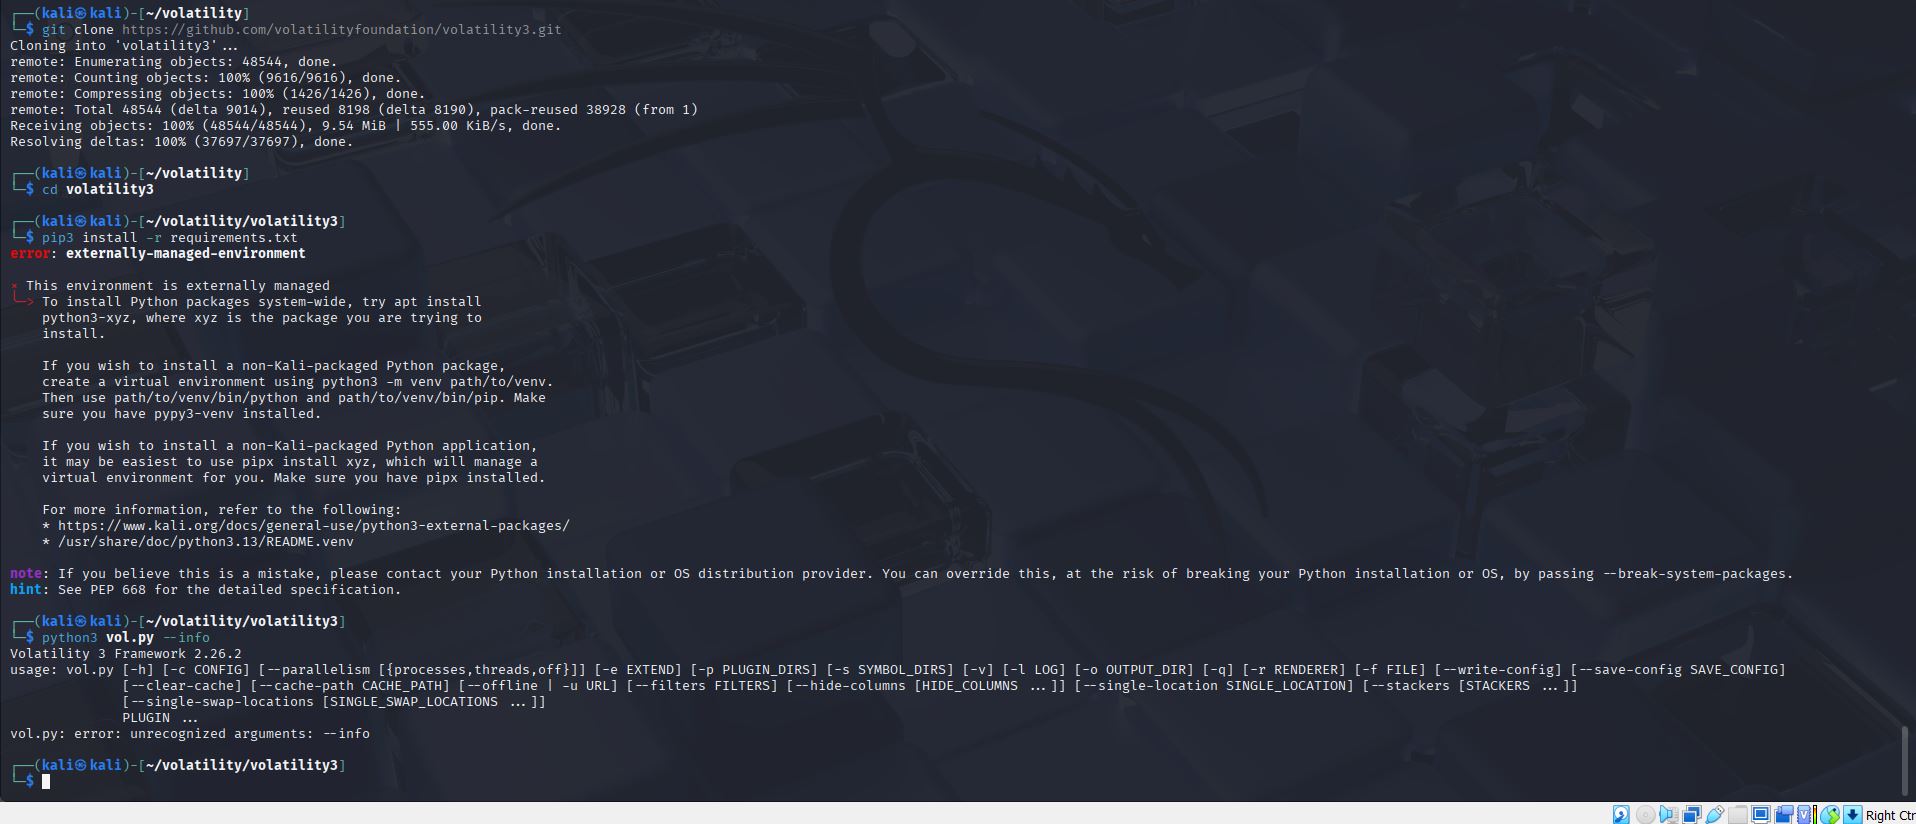 ┌──(kali㉿kali)-[~/volatility]
└─$ git clone https://github.com/volatilityfoundation/volatility3.git
Cloning into 'volatility3'...
remote: Enumerating objects: 48544, done.
remote: Counting objects: 100% (9616/9616), done.
remote: Compressing objects: 100% (1426/1426), done.
remote: Total 48544 (delta 9014), reused 8198 (delta 8190), pack-reused 38928 (from 1)
Receiving objects: 100% (48544/48544), 9.54 MiB | 555.00 KiB/s, done.
Resolving deltas: 100% (37697/37697), done.
┌──(kali㉿kali)-[~/volatility]
└─$ cd volatility3
┌──(kali㉿kali)-[~/volatility/volatility3]
└─$ pip3 install -r requirements.txt
error: externally-managed-environment
× This environment is externally managed
╰─> To install Python packages system-wide, try apt install
python3-xyz, where xyz is the package you are trying to
install.
If you wish to install a non-Kali-packaged Python package,
create a virtual environment using python3 -m venv path/to/venv.
Then use path/to/venv/bin/python and path/to/venv/bin/pip. Make
sure you have pypy3-venv installed.
If you wish to install a non-Kali-packaged Python application,
it may be easiest to use pipx install xyz, which will manage a
virtual environment for you. Make sure you have pipx installed.
For more information, refer to the following:
* https://www.kali.org/docs/general-use/python3-external-packages/
* /usr/share/doc/python3.13/README.venv
note: If you believe this is a mistake, please contact your Python installation or OS distribution provider. You can override this, at the risk of breaking your Python installation or OS, by passing --break-system-packages.
hint: See PEP 668 for the detailed specification.
┌──(kali㉿kali)-[~/volatility/volatility3]
└─$ python3 vol.py --info
Volatility 3 Framework 2.26.2
usage: vol.py [-h] [-c CONFIG] [--parallelism [{processes,threads,off}]] [-e EXTEND] [-p PLUGIN_DIRS] [-s SYMBOL_DIRS] [-v] [-l LOG] [-o OUTPUT_DIR] [-q] [-r RENDERER] [-f FILE] [--write-config] [--save-config SAVE_CONFIG]
[--clear-cache] [--cache-path CACHE_PATH] [--offline | -u URL] [--filters FILTERS] [--hide-columns [HIDE_COLUMNS ...]] [--single-location SINGLE_LOCATION] [--stackers [STACKERS ...]]
[--single-swap-locations [SINGLE_SWAP_LOCATIONS ...]]
PLUGIN ...
vol.py: error: unrecognized arguments: --info
┌──(kali㉿kali)-[~/volatility/volatility3]
└─$
Right Ctr